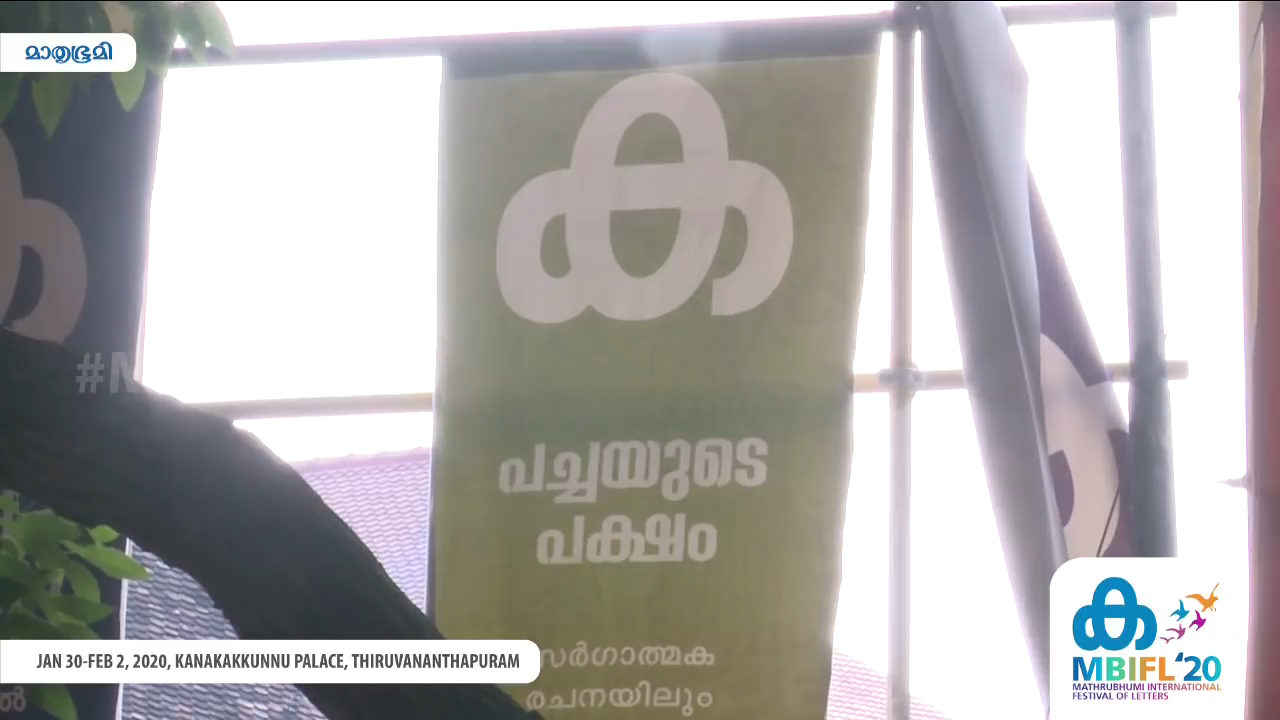 മാതൃഭൂമി
ക
പച്ചയുടെ
പക്ഷം
സർഗാത്മക
രചനയിലും
#M
JAN 30-FEB 2, 2020, KANAKAKKUNNU PALACE, THIRUVANANTHAPURAM
ക
MBIFL'20
MATHRUBHUMI INTERNATIONAL
FESTIVAL OF LETTERS